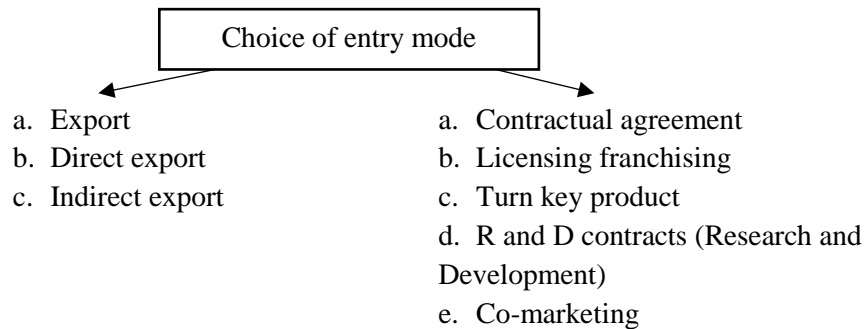 Choice of entry mode
a. Export
b. Direct export
c. Indirect export
a. Contractual agreement
b. Licensing franchising
c. Turn key product
d. R and D contracts (Research and
Development)
e. Co-marketing